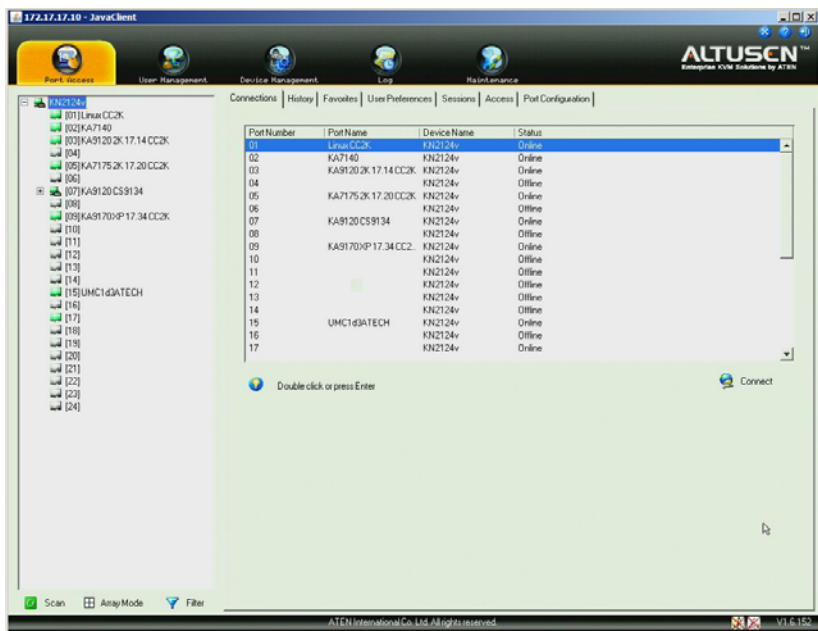 172.17.17.10 - JavaClient
Port Access
User Management
Device Management
Log
Maintenance
ALTUSEN™
Enterprise KVM Solutions by ATEN
KN2124v
[01]Linux CC2K
[02]KA7140
[03]KA9120 2K 17.14 CC2K
[04]
[05]KA7175 2K 17.20 CC2K
[06]
[07]KA9120 CS9134
[08]
[09]KA9170XP 17.34 CC2K
[10]
[11]
[12]
[13]
[14]
[15]UMC1d3ATECH
[16]
[17]
[18]
[19]
[20]
[21]
[22]
[23]
[24]
Scan
Array Mode
Filter
Connections History Favorites User Preferences Sessions Access Port Configuration
Port Number Port Name Device Name Status
01 Linux CC2K KN2124v Online
02 KA7140 KN2124v Online
03 KA9120 2K 17.14 CC2K KN2124v Online
04 KN2124v Offline
05 KA7175 2K 17.20 CC2K KN2124v Online
06 KN2124v Offline
07 KA9120 CS9134 KN2124v Online
08 KN2124v Offline
09 KA9170XP 17.34 CC2... KN2124v Online
10 KN2124v Offline
11 KN2124v Offline
12 KN2124v Offline
13 KN2124v Offline
14 KN2124v Offline
15 UMC1d3ATECH KN2124v Online
16 KN2124v Offline
17 KN2124v Online
Double click or press Enter
Connect
ATEN International Co. Ltd. All rights reserved.
V1.6.152